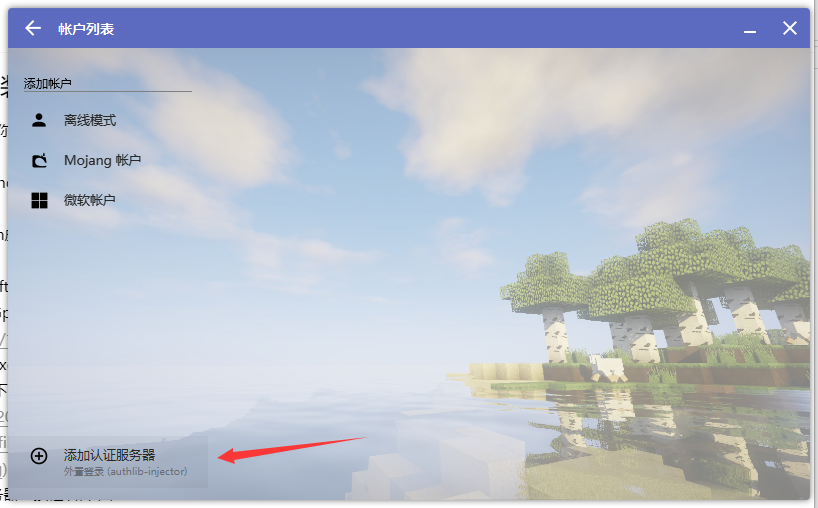 帐户列表
添加帐户
离线模式
Mojang 帐户
微软帐户
添加认证服务器
外置登录 (authlib-injector)